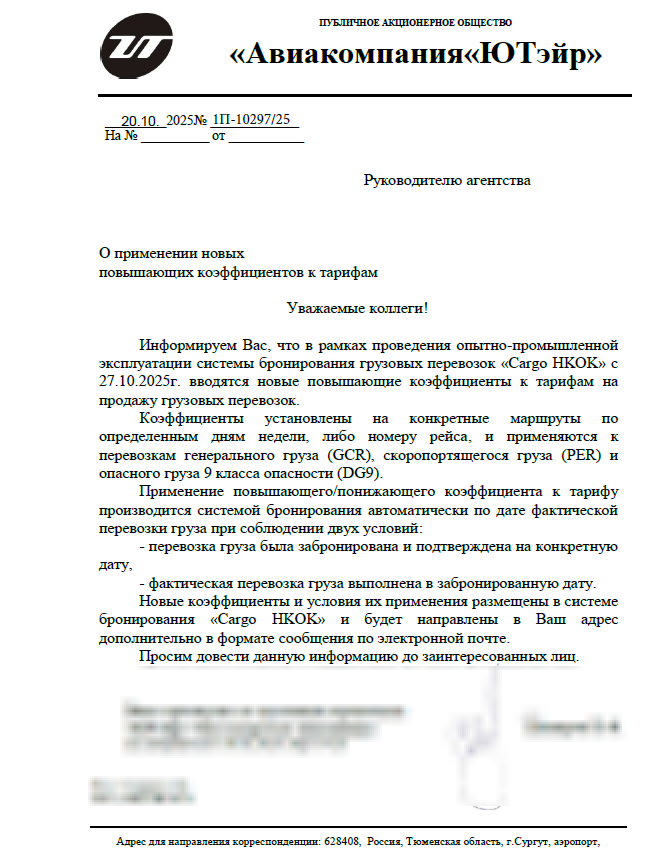 ПУБЛИЧНОЕ АКЦИОНЕРНОЕ ОБЩЕСТВО
«Авиакомпания«ЮТэйр»
20.10. 2025№ 1П-10297/25
На № __________ от ___________
Руководителю агентства
О применении новых
повышающих коэффициентов к тарифам
Уважаемые коллеги!
Информируем Вас, что в рамках проведения опытно-промышленной
эксплуатации системы бронирования грузовых перевозок «Cargo HKOK» с
27.10.2025г. вводятся новые повышающие коэффициенты к тарифам на
продажу грузовых перевозок.
Коэффициенты установлены на конкретные маршруты по
определенным дням недели, либо номеру рейса, и применяются к
перевозкам генерального груза (GCR), скоропортящегося груза (PER) и
опасного груза 9 класса опасности (DG9).
Применение повышающего/понижающего коэффициента к тарифу
производится системой бронирования автоматически по дате фактической
перевозки груза при соблюдении двух условий:
- перевозка груза была забронирована и подтверждена на конкретную
дату,
- фактическая перевозка груза выполнена в забронированную дату.
Новые коэффициенты и условия их применения размещены в системе
бронирования «Cargo HKOK» и будет направлены в Ваш адрес
дополнительно в формате сообщения по электронной почте.
Просим довести данную информацию до заинтересованных лиц.
Адрес для направления корреспонденции: 628408, Россия, Тюменская область, г.Сургут, аэропорт,